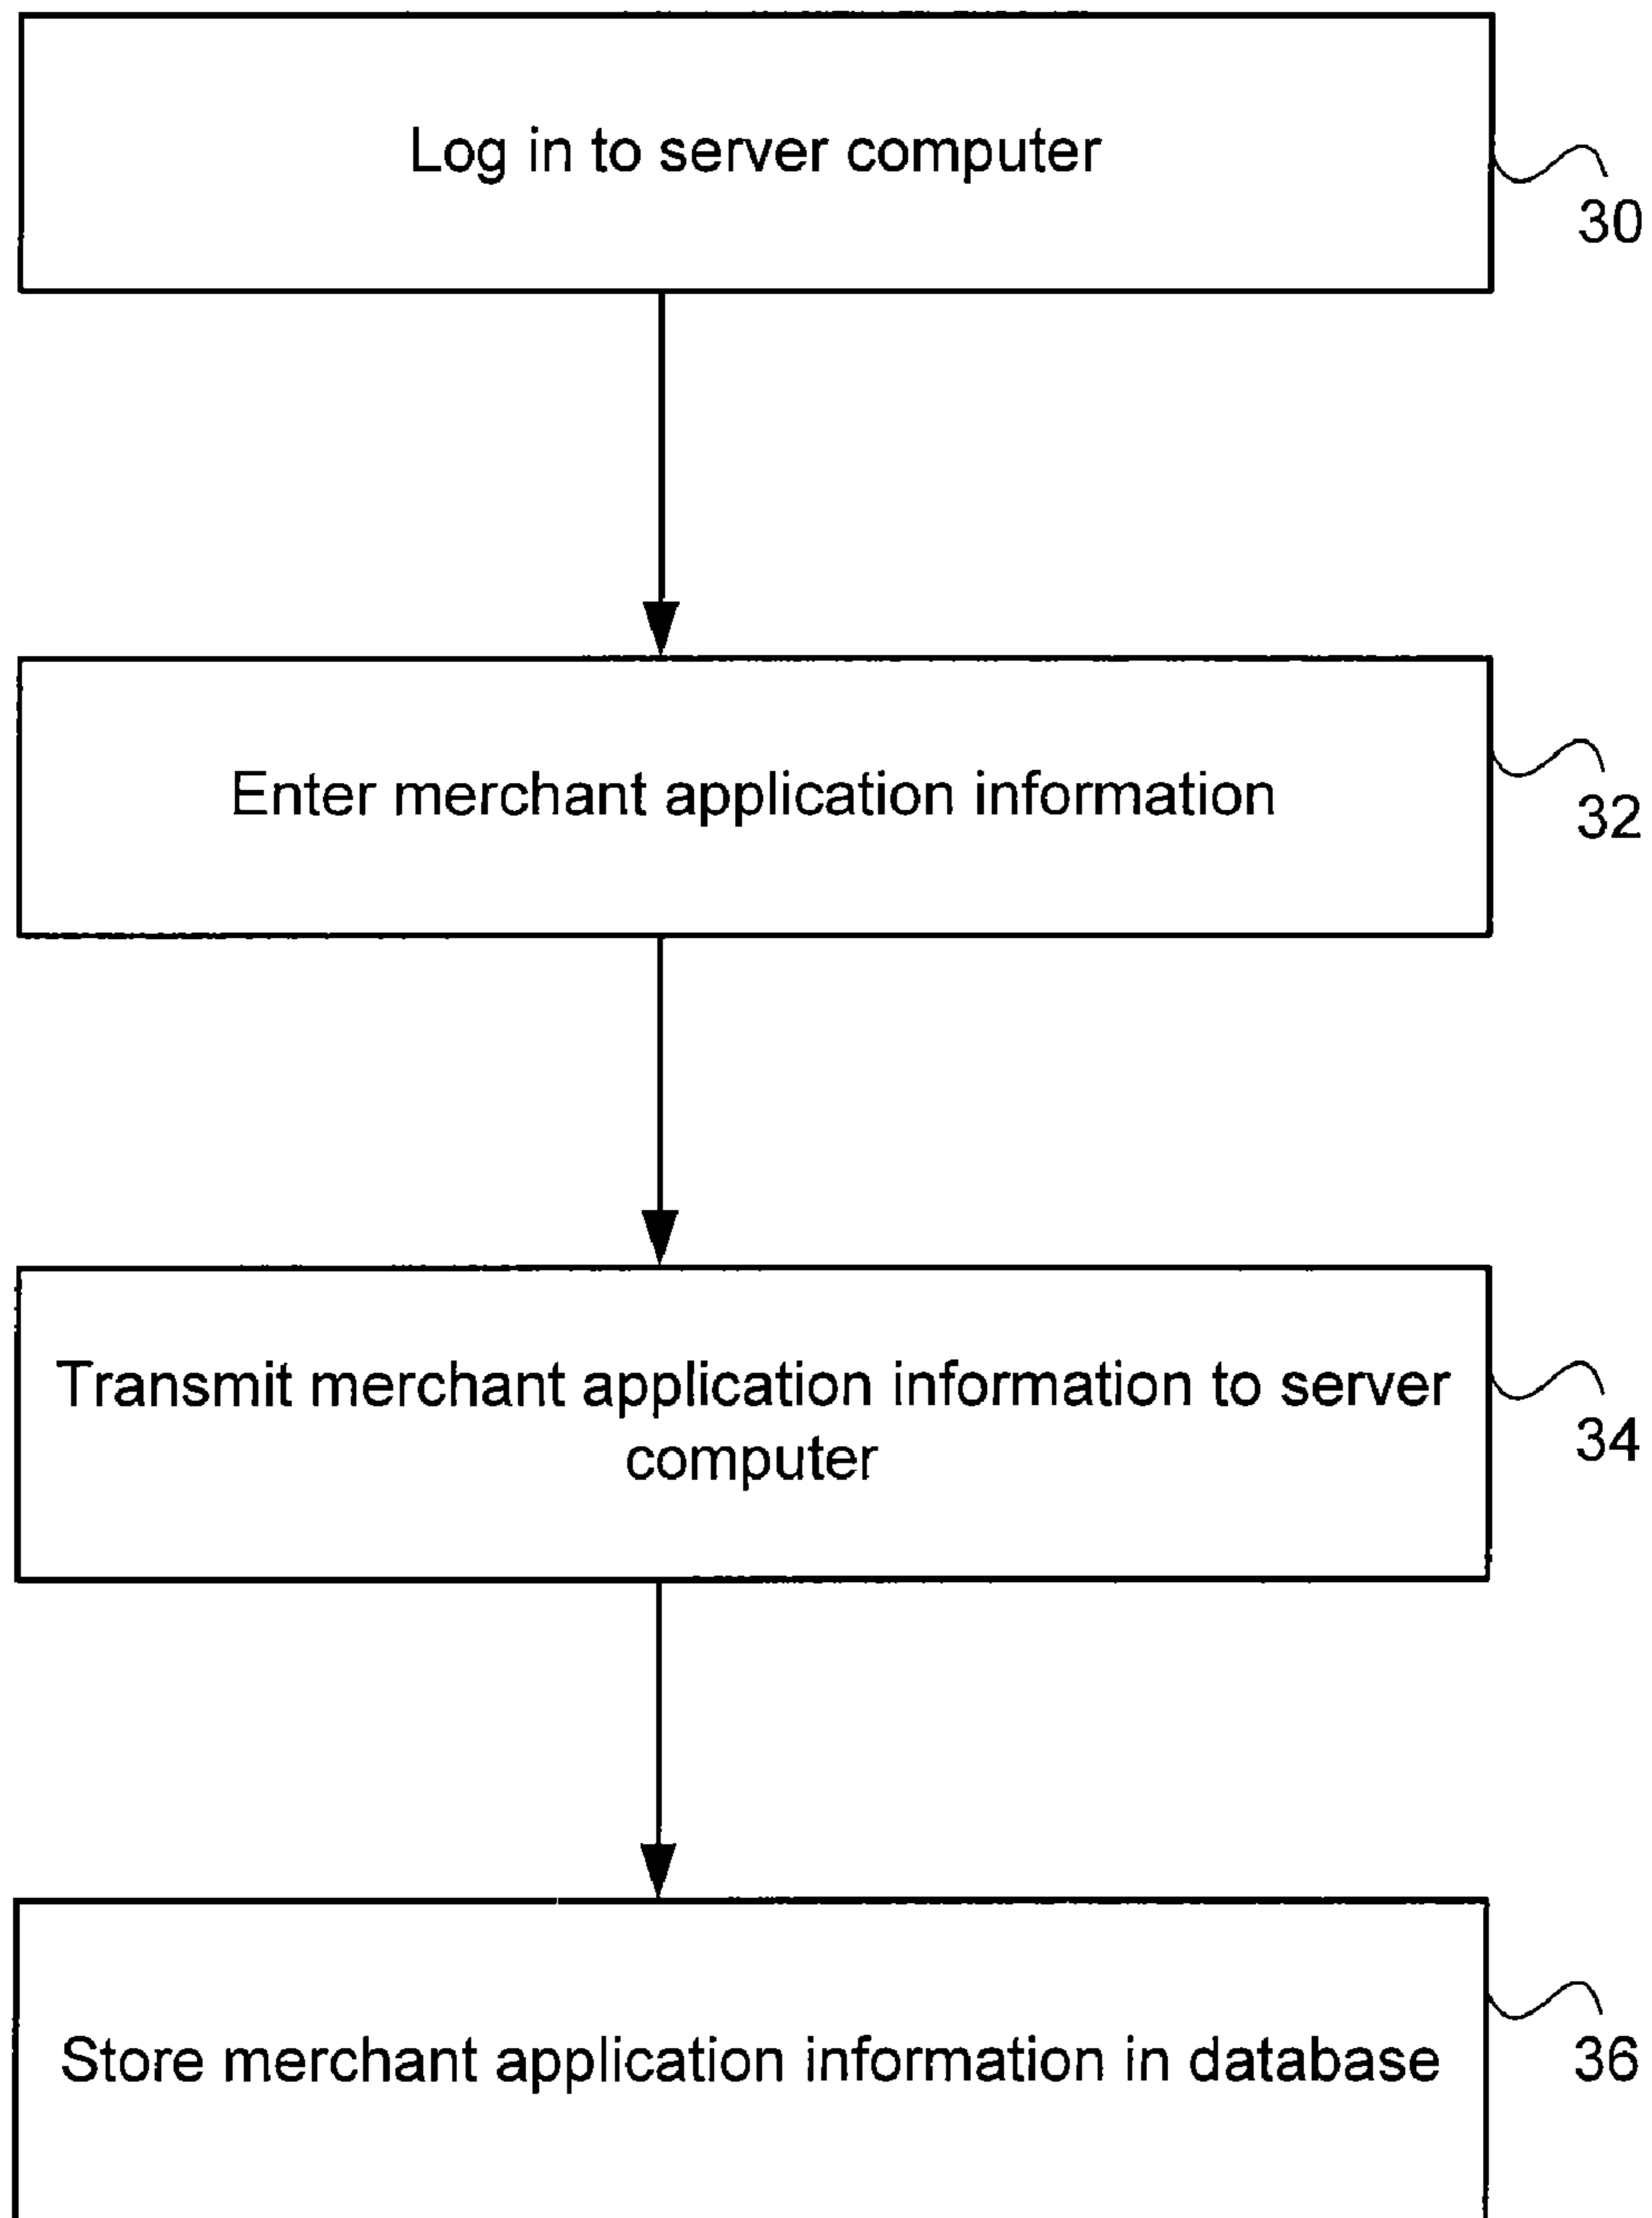 Log in to server computer
30
Enter merchant application information
32
Transmit merchant application information to server
computer
34
Store merchant application information in database
36